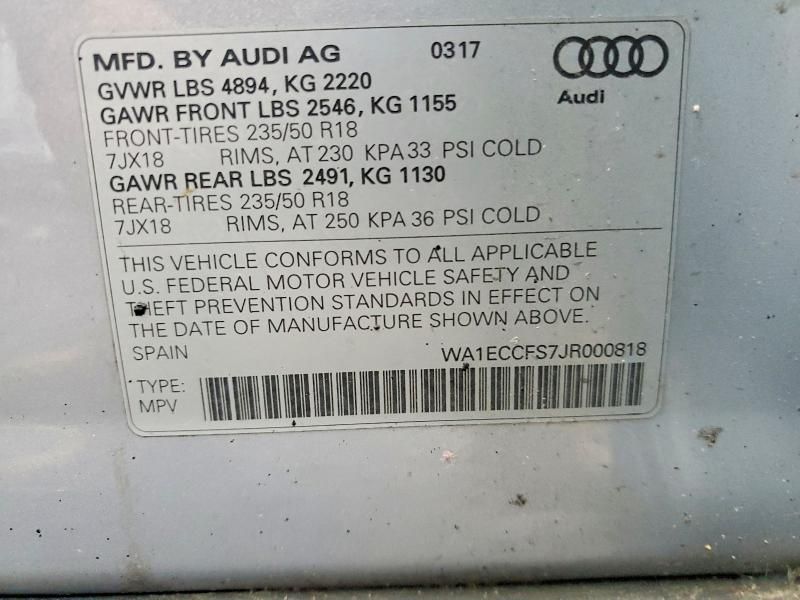 MFD. BY AUDI AG 0317
GVWR LBS 4894, KG 2220
GAWR FRONT LBS 2546, KG 1155
Audi
FRONT-TIRES 235/50 R18
7JX18 RIMS, AT 230 KPA 33 PSI COLD
GAWR REAR LBS 2491, KG 1130
REAR-TIRES 235/50 R18
7JX18 RIMS, AT 250 KPA 36 PSI COLD
THIS VEHICLE CONFORMS TO ALL APPLICABLE
U.S. FEDERAL MOTOR VEHICLE SAFETY AND
THEFT PREVENTION STANDARDS IN EFFECT ON
THE DATE OF MANUFACTURE SHOWN ABOVE.
SPAIN WA1ECCFS7JR000818
TYPE:
MPV